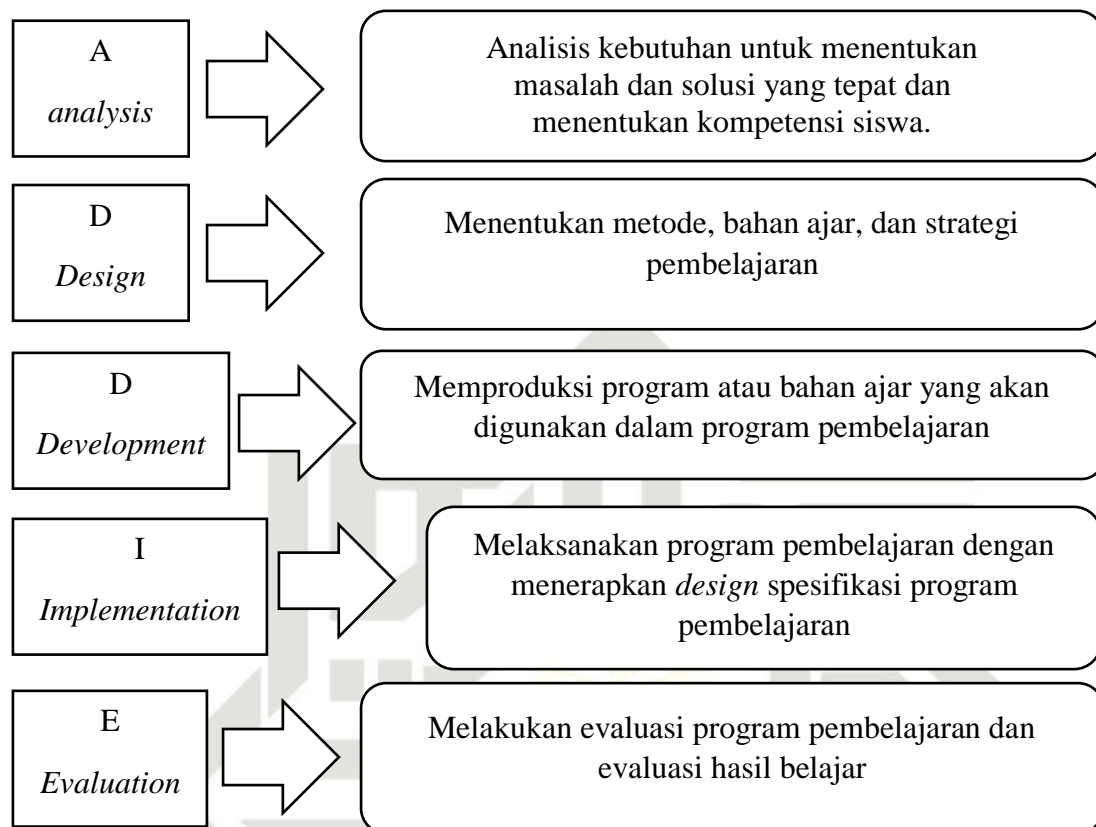 A
analysis
Analisis kebutuhan untuk menentukan
masalah dan solusi yang tepat dan
menentukan kompetensi siswa.
D
Design
Menentukan metode, bahan ajar, dan strategi
pembelajaran
D
Development
Memproduksi program atau bahan ajar yang akan
digunakan dalam program pembelajaran
I
Implementation
Melaksanakan program pembelajaran dengan
menerapkan design spesifikasi program
pembelajaran
E
Evaluation
Melakukan evaluasi program pembelajaran dan
evaluasi hasil belajar